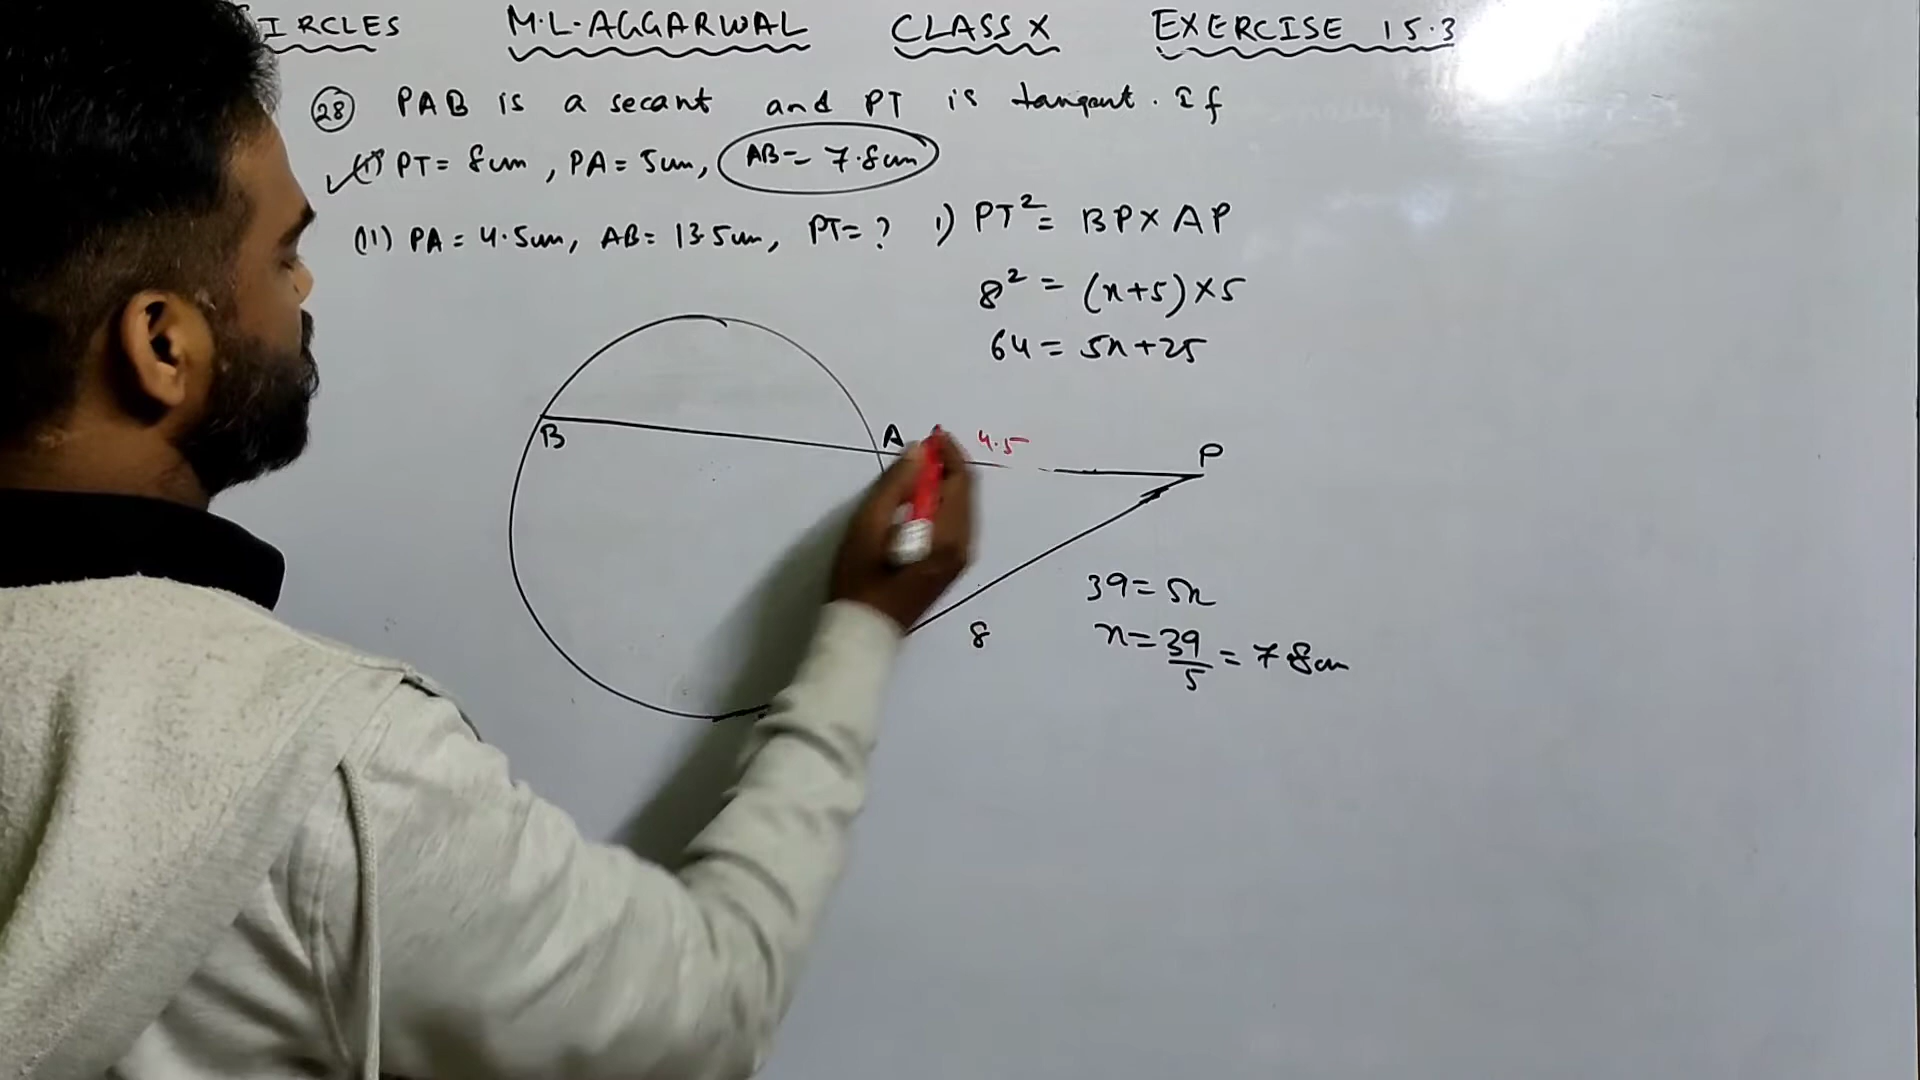 IRCLES M.L.AGGARWAL CLASS X EXERCISE 15.3
28 PAB is a secant and PT is tangent. If
(i) PT = 8cm, PA = 5cm, AB = 7.8cm
(ii) PA = 4.5cm, AB = 13.5cm, PT = ?
1) PT² = BP × AP
8² = (x+5)×5
64 = 5x+25
B
A
4.5
P
8
39 = 5x
x = 39/5 = 7.8cm